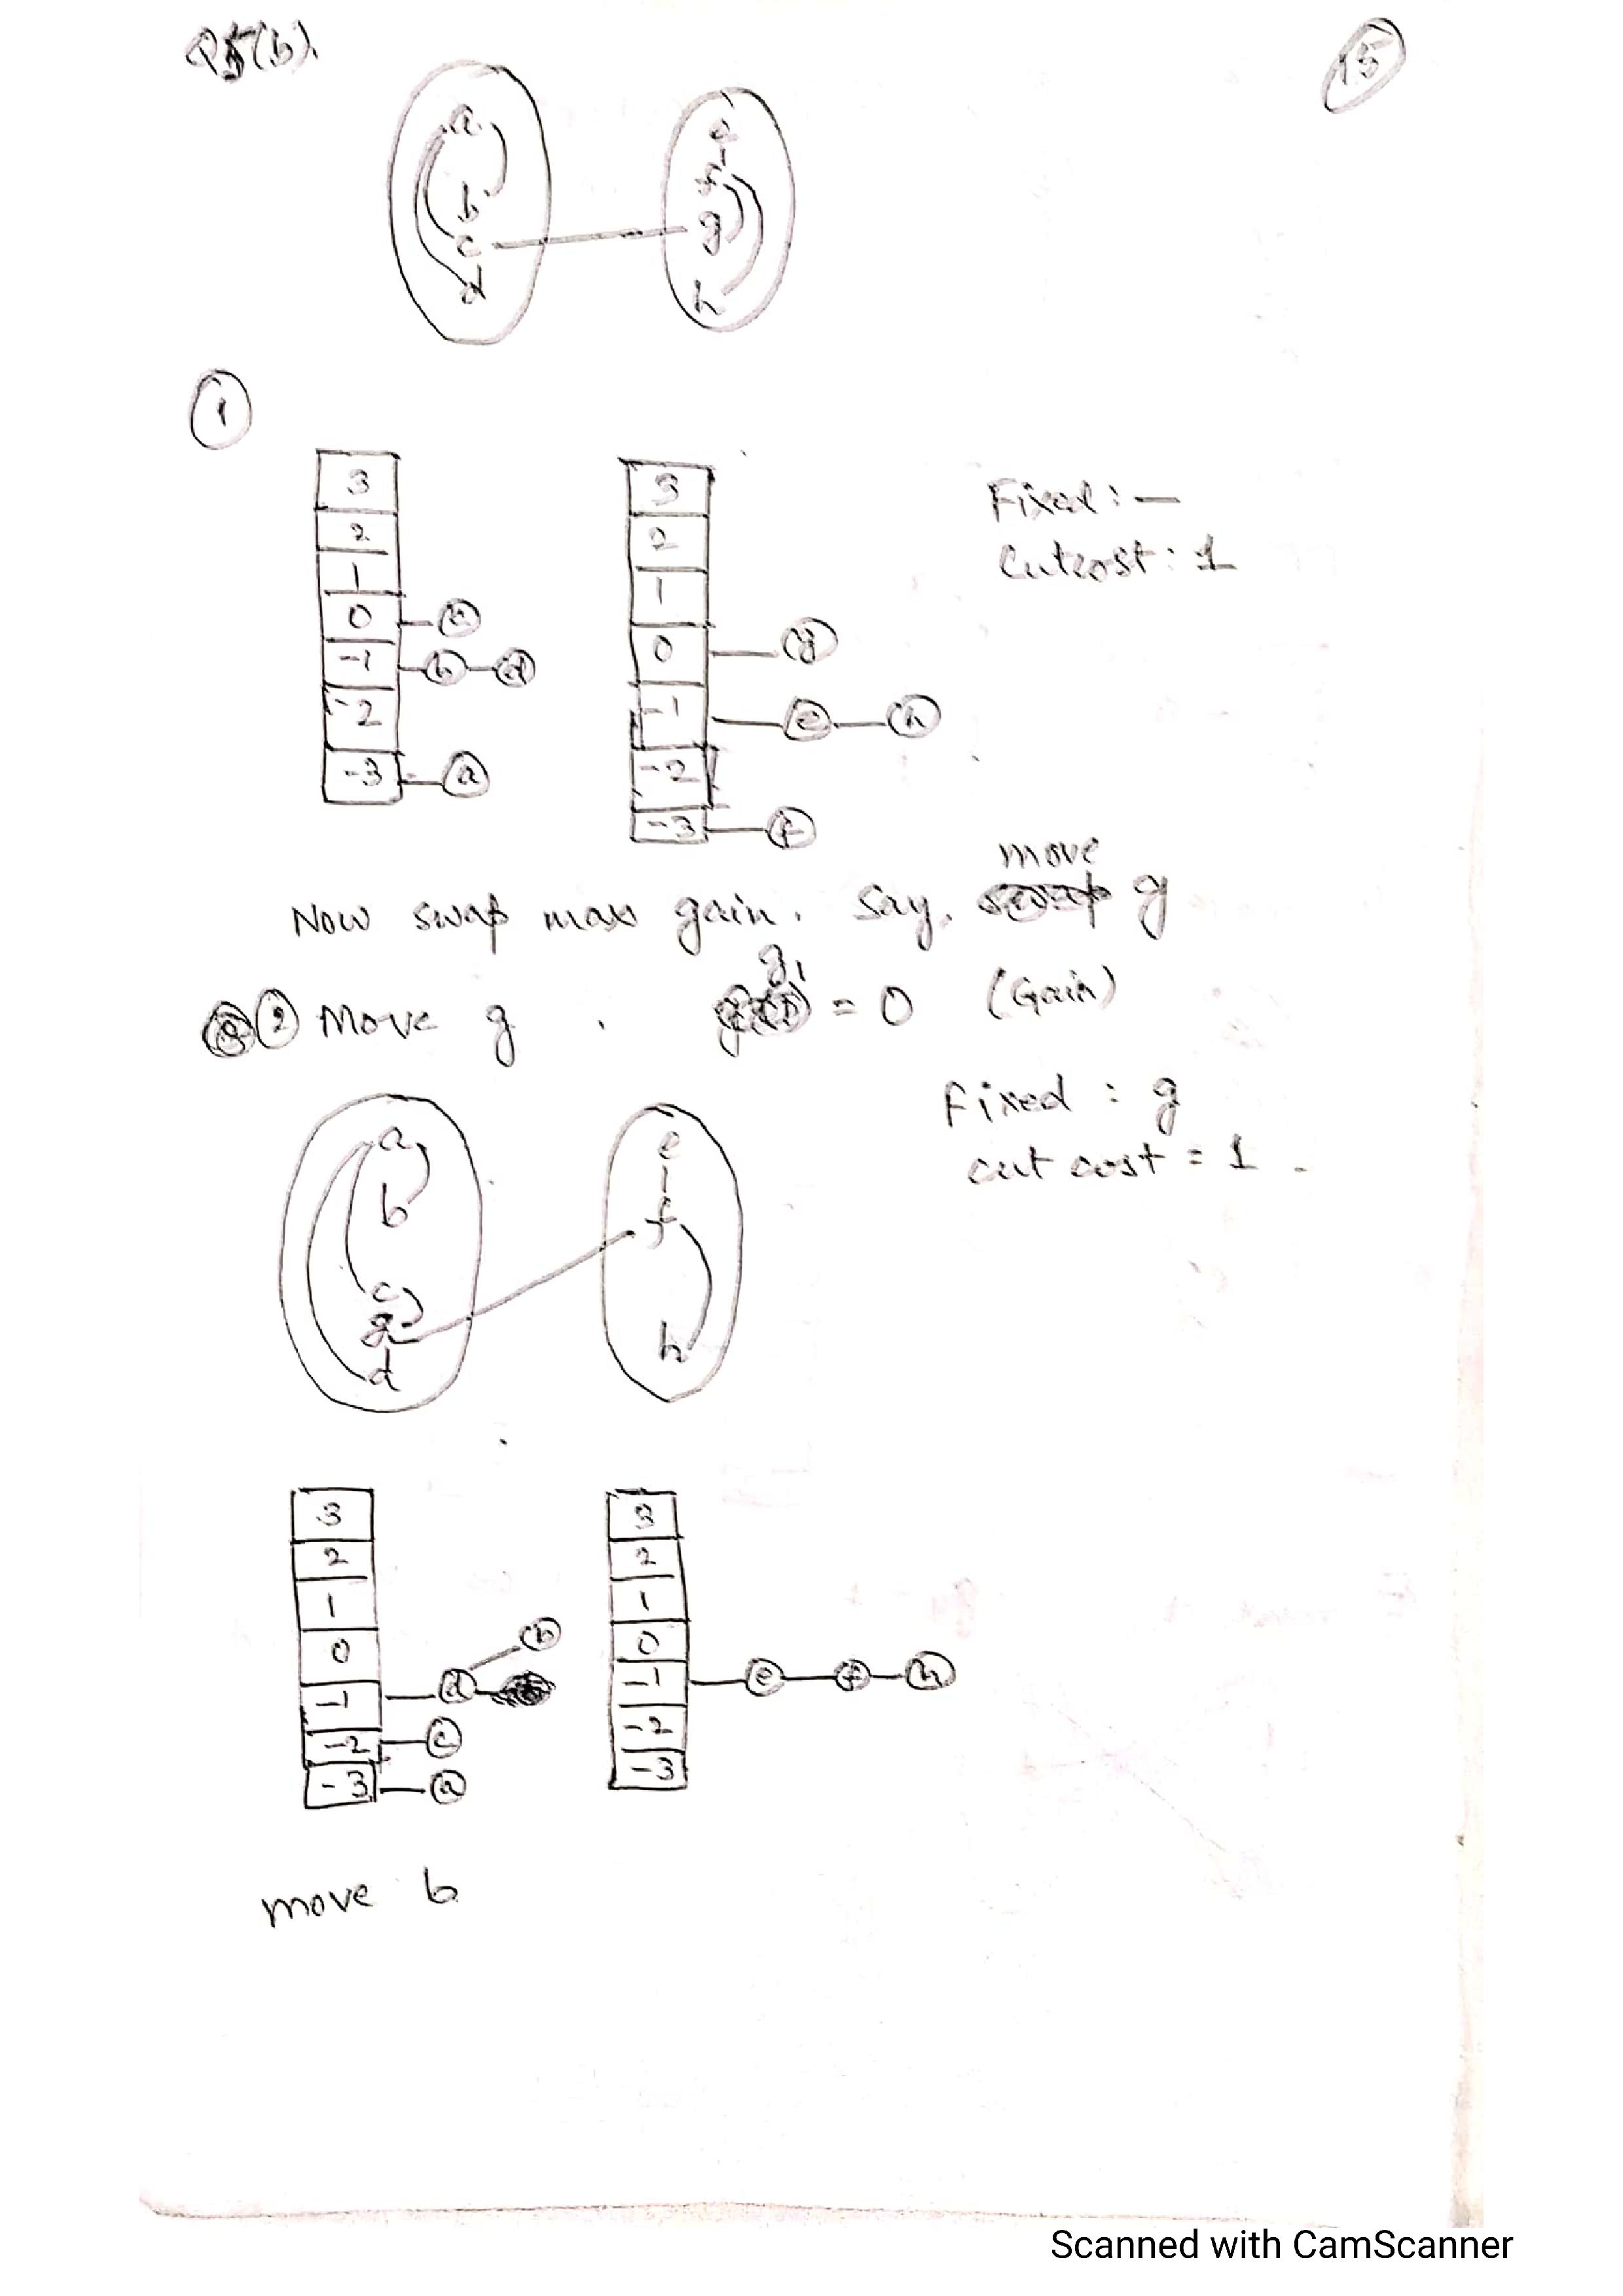 Q5(b).
15
a
b
c
d
e
f
g
h
1
3
2
1
0 c
-1 b d
-2
-3 a
3
2
1
0 g
-1 e h
-2
-3 f
Fixed: —
Cutcost: 1
move
Now swap max gain. Say, swap g
2 Move g . g1 = 0 (Gain)
Fixed : g
cut cost = 1 .
a
b
c
g
d
e
f
h
3
2
1
0
-1 d b
-2 c
-3 a
3
2
1
0
-1 e f h
-2
-3
move b
Scanned with CamScanner